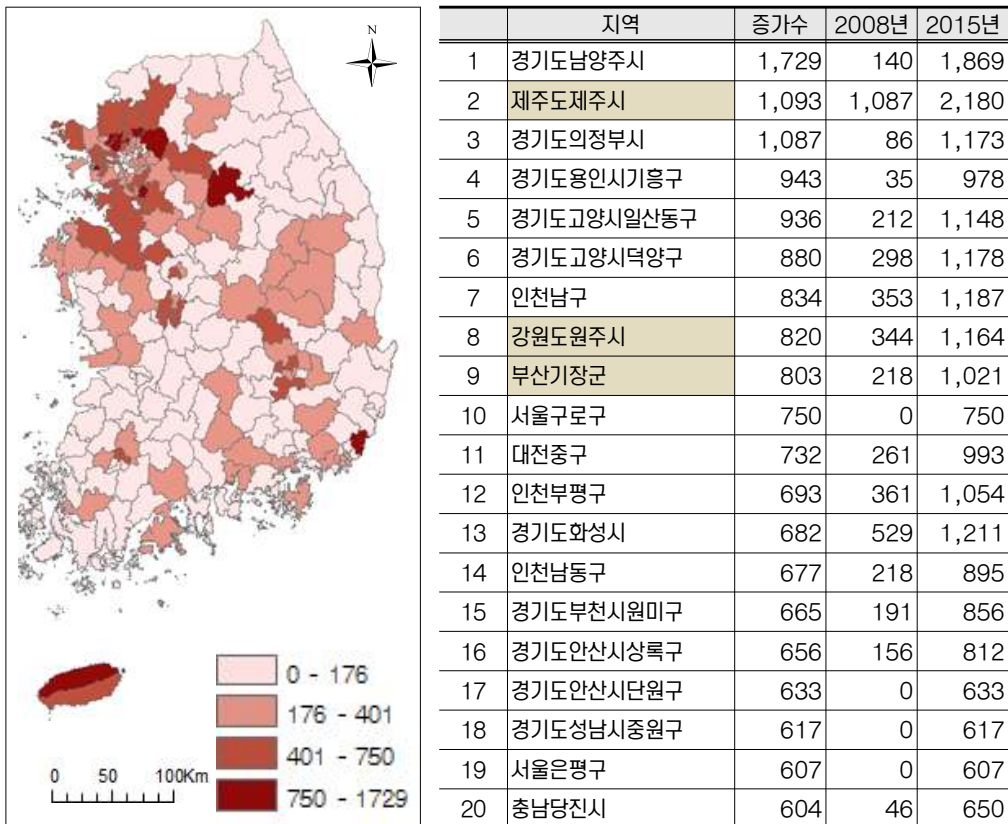 N
0 - 176
176 - 401
401 - 750
750 - 1729
0 50 100Km
지역 증가수 2008년 2015년
1 경기도남양주시 1,729 140 1,869
2 제주도제주시 1,093 1,087 2,180
3 경기도의정부시 1,087 86 1,173
4 경기도용인시기흥구 943 35 978
5 경기도고양시일산동구 936 212 1,148
6 경기도고양시덕양구 880 298 1,178
7 인천남구 834 353 1,187
8 강원도원주시 820 344 1,164
9 부산기장군 803 218 1,021
10 서울구로구 750 0 750
11 대전중구 732 261 993
12 인천부평구 693 361 1,054
13 경기도화성시 682 529 1,211
14 인천남동구 677 218 895
15 경기도부천시원미구 665 191 856
16 경기도안산시상록구 656 156 812
17 경기도안산시단원구 633 0 633
18 경기도성남시중원구 617 0 617
19 서울은평구 607 0 607
20 충남당진시 604 46 650